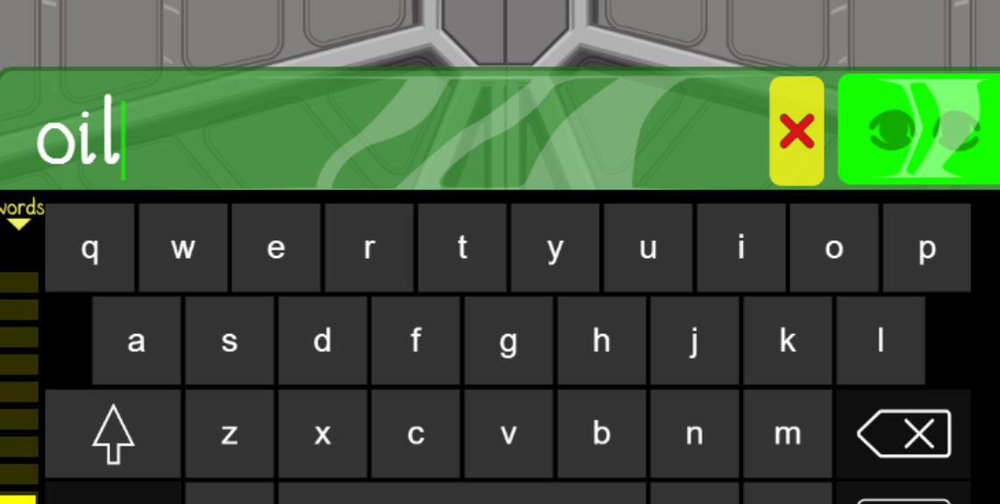 oil
words
q w e r t y u i o p
a s d f g h j k l
z x c v b n m